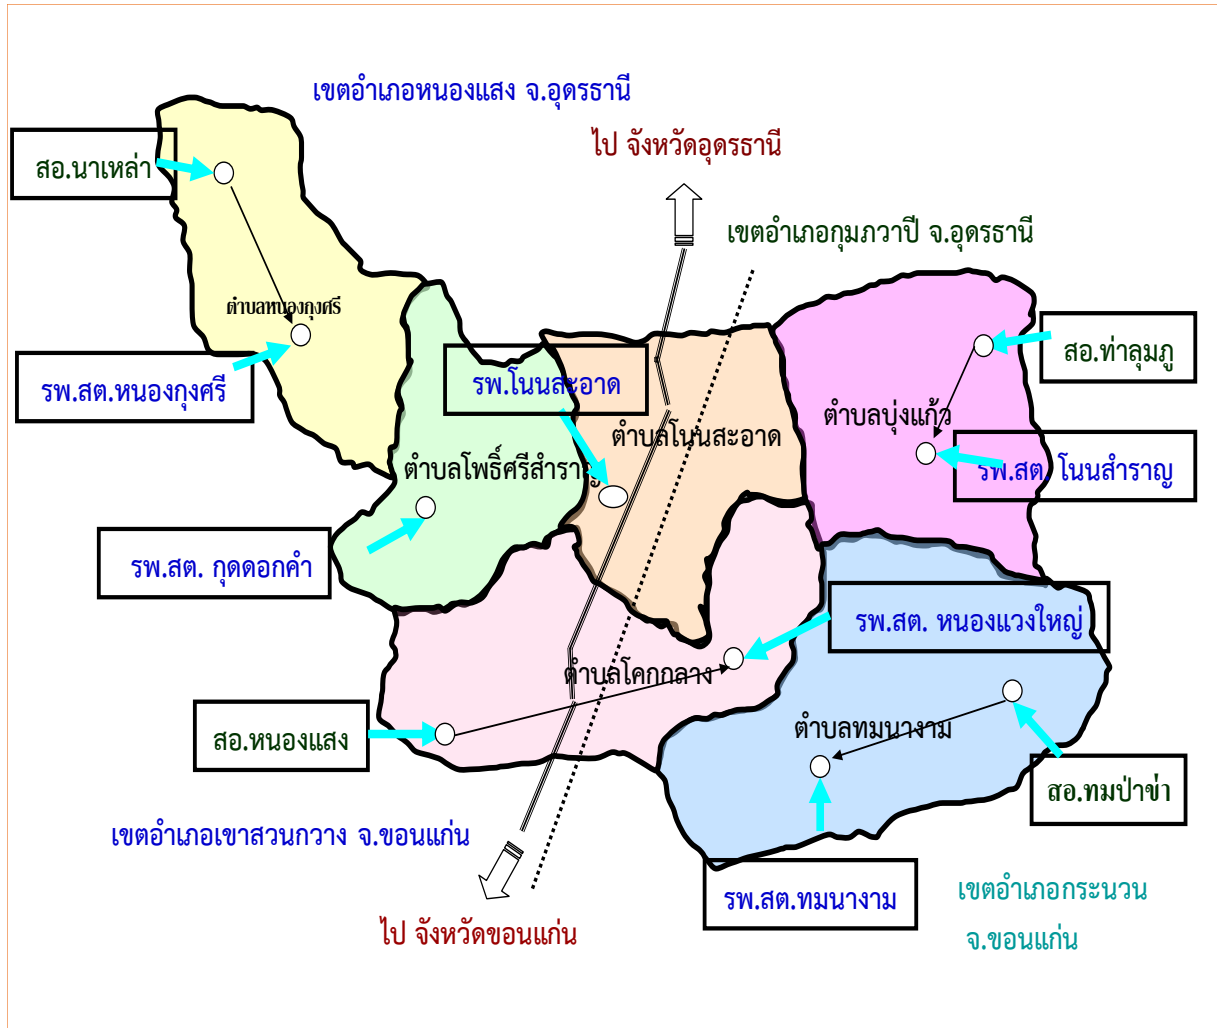 เขตอำเภอหนองแสง จ.อุดรธานี
ไป จังหวัดอุดรธานี
สอ.นาเหล่า
เขตอำเภอกุมภวาปี จ.อุดรธานี
ตำบลหนองกุงศรี
สอ.ท่าลุมภู
รพ.สต.หนองกุงศรี
รพ.โนนสะอาด
ตำบลบุ่งแก้ว
ตำบลโนนสะอาด
ตำบลโพธิ์ศรีสำราญ
รพ.สต. โนนสำราญ
รพ.สต. กุดดอกคำ
รพ.สต. หนองแวงใหญ่
ตำบลโคกกลาง
ตำบลทมนางาม
สอ.หนองแสง
สอ.ทมป่าข่า
เขตอำเภอเขาสวนกวาง จ.ขอนแก่น
รพ.สต.ทมนางาม
เขตอำเภอกระนวน
จ.ขอนแก่น
ไป จังหวัดขอนแก่น